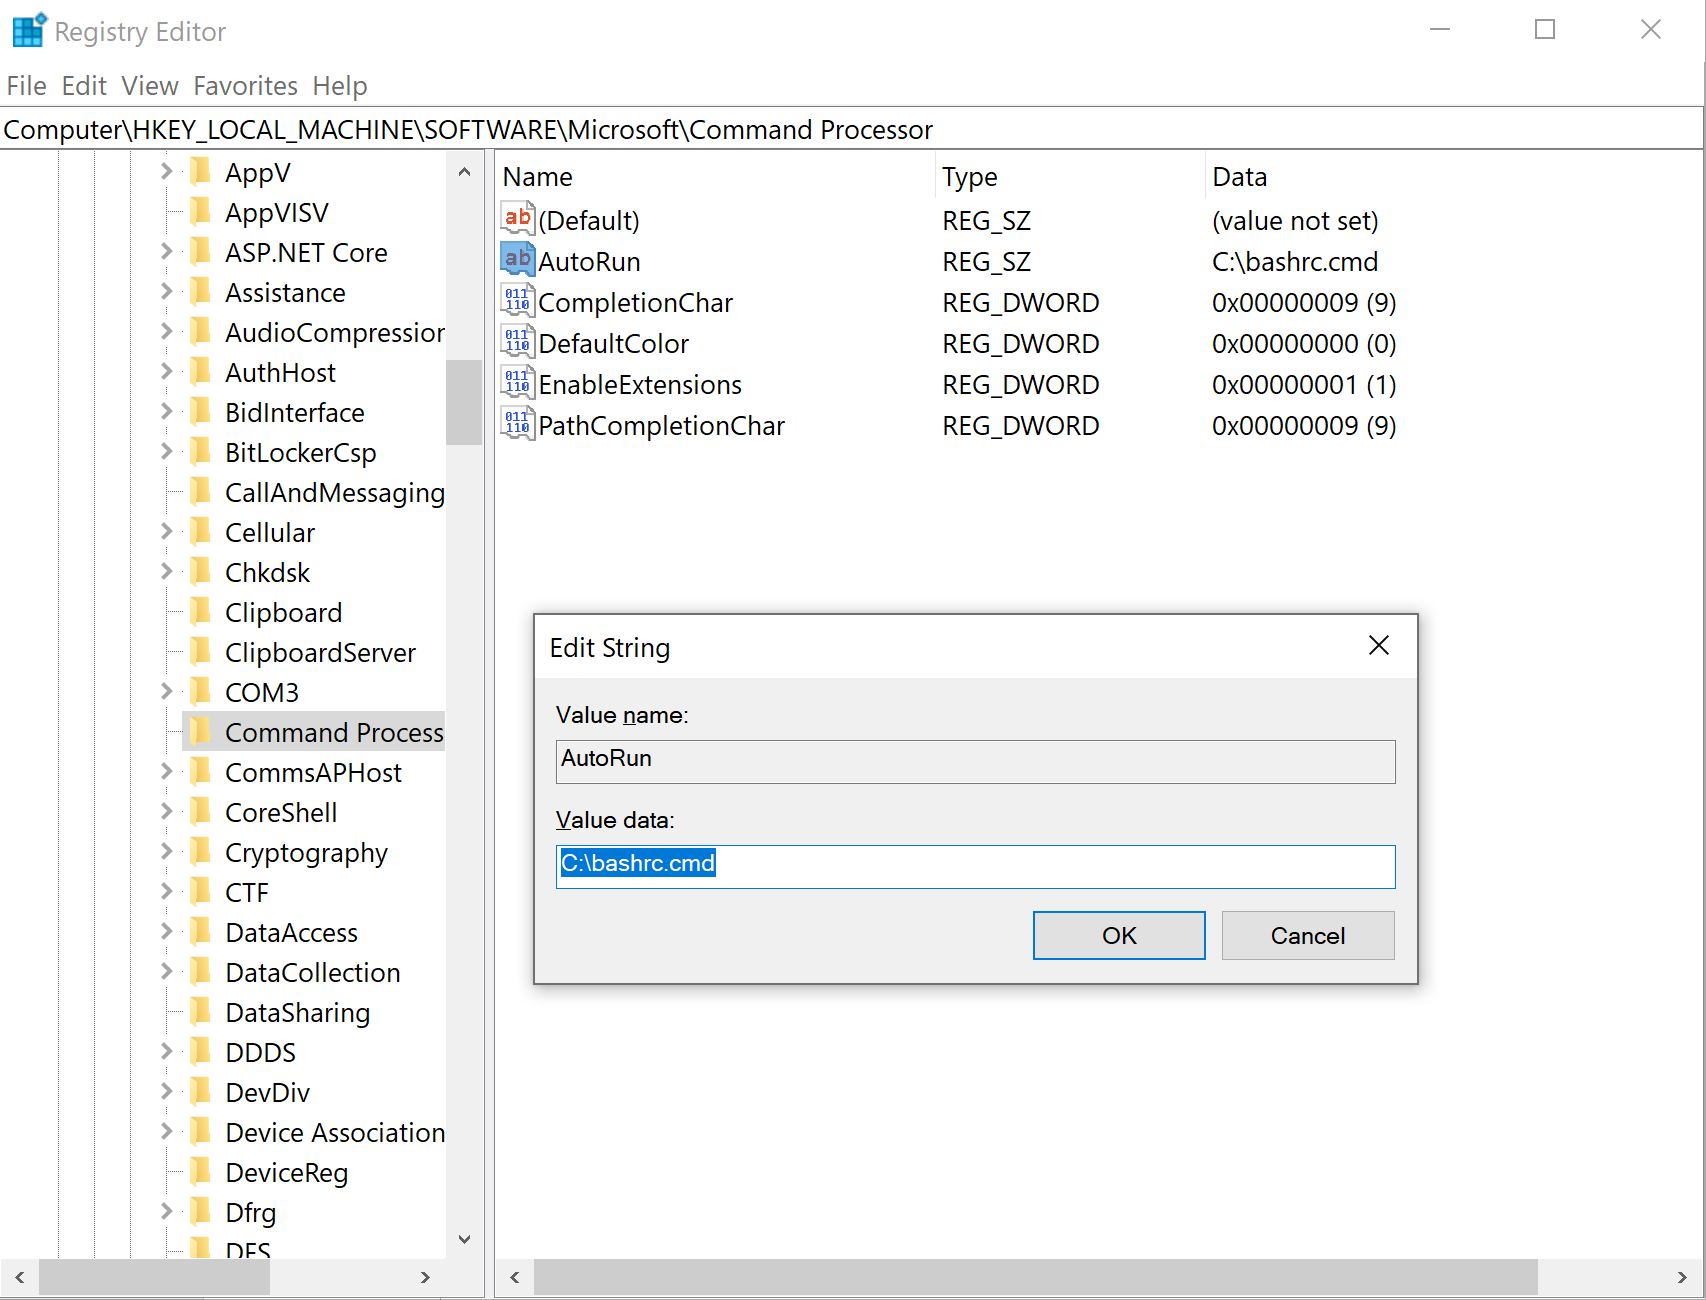 Registry Editor
File Edit View Favorites Help
Computer\HKEY_LOCAL_MACHINE\SOFTWARE\Microsoft\Command Processor
AppV
AppVISV
ASP.NET Core
Assistance
AudioCompression
AuthHost
BidInterface
BitLockerCsp
CallAndMessaging
Cellular
Chkdsk
Clipboard
ClipboardServer
COM3
Command Process
CommsAPHost
CoreShell
Cryptography
CTF
DataAccess
DataCollection
DataSharing
DDDS
DevDiv
Device Association
DeviceReg
Dfrg
DFS
Name Type Data
(Default) REG_SZ (value not set)
AutoRun REG_SZ C:\bashrc.cmd
CompletionChar REG_DWORD 0x00000009 (9)
DefaultColor REG_DWORD 0x00000000 (0)
EnableExtensions REG_DWORD 0x00000001 (1)
PathCompletionChar REG_DWORD 0x00000009 (9)
Edit String
Value name:
AutoRun
Value data:
C:\bashrc.cmd
OK Cancel